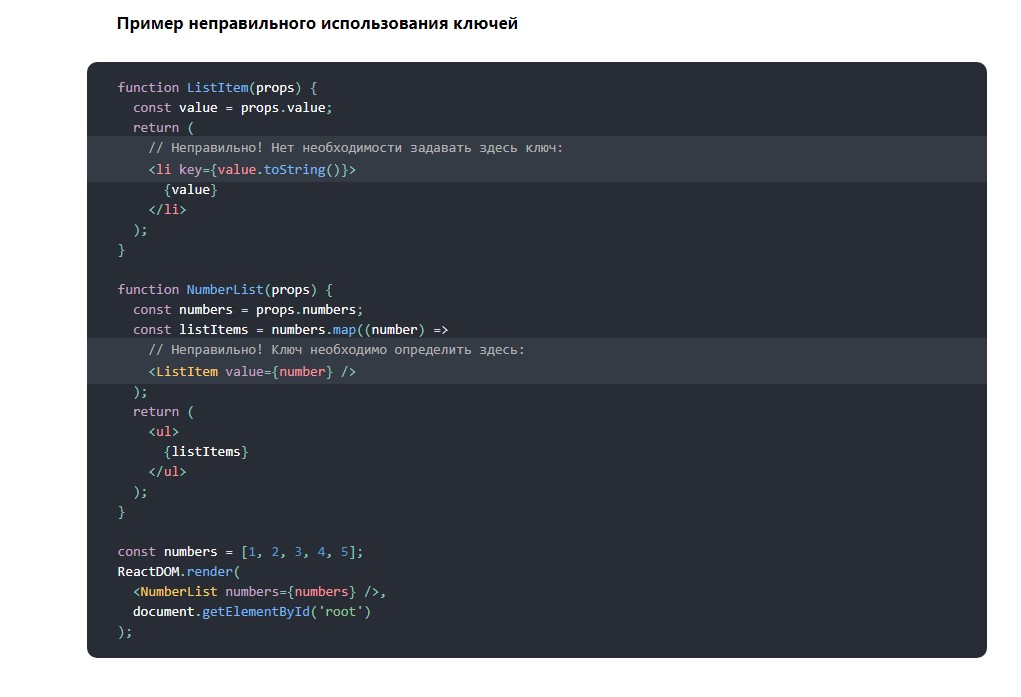 Пример неправильного использования ключей
function ListItem(props) {
  const value = props.value;
  return (
    // Неправильно! Нет необходимости задавать здесь ключ:
    <li key={value.toString()}>
      {value}
    </li>
  );
}

function NumberList(props) {
  const numbers = props.numbers;
  const listItems = numbers.map((number) =>
    // Неправильно! Ключ необходимо определить здесь:
    <ListItem value={number} />
  );
  return (
    <ul>
      {listItems}
    </ul>
  );
}

const numbers = [1, 2, 3, 4, 5];
ReactDOM.render(
  <NumberList numbers={numbers} />,
  document.getElementById('root')
);